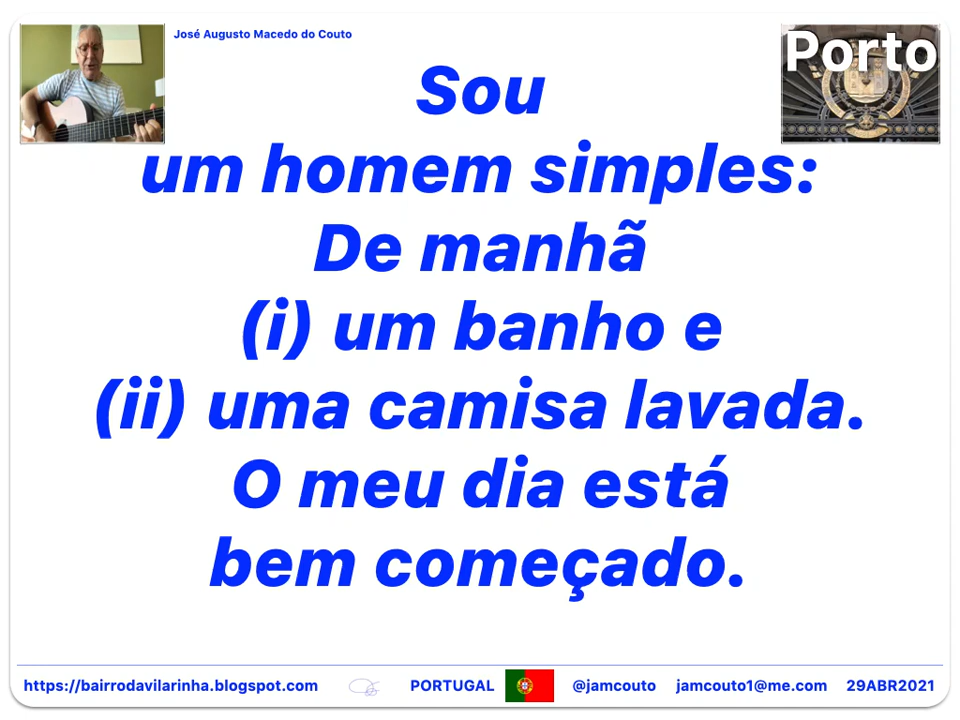 José Augusto Macedo do Couto
Porto
Sou
um homem simples:
De manhã
(i) um banho e
(ii) uma camisa lavada.
O meu dia está
bem começado.
https://bairrodavilarinha.blogspot.com PORTUGAL @jamcouto jamcouto1@me.com 29ABR2021